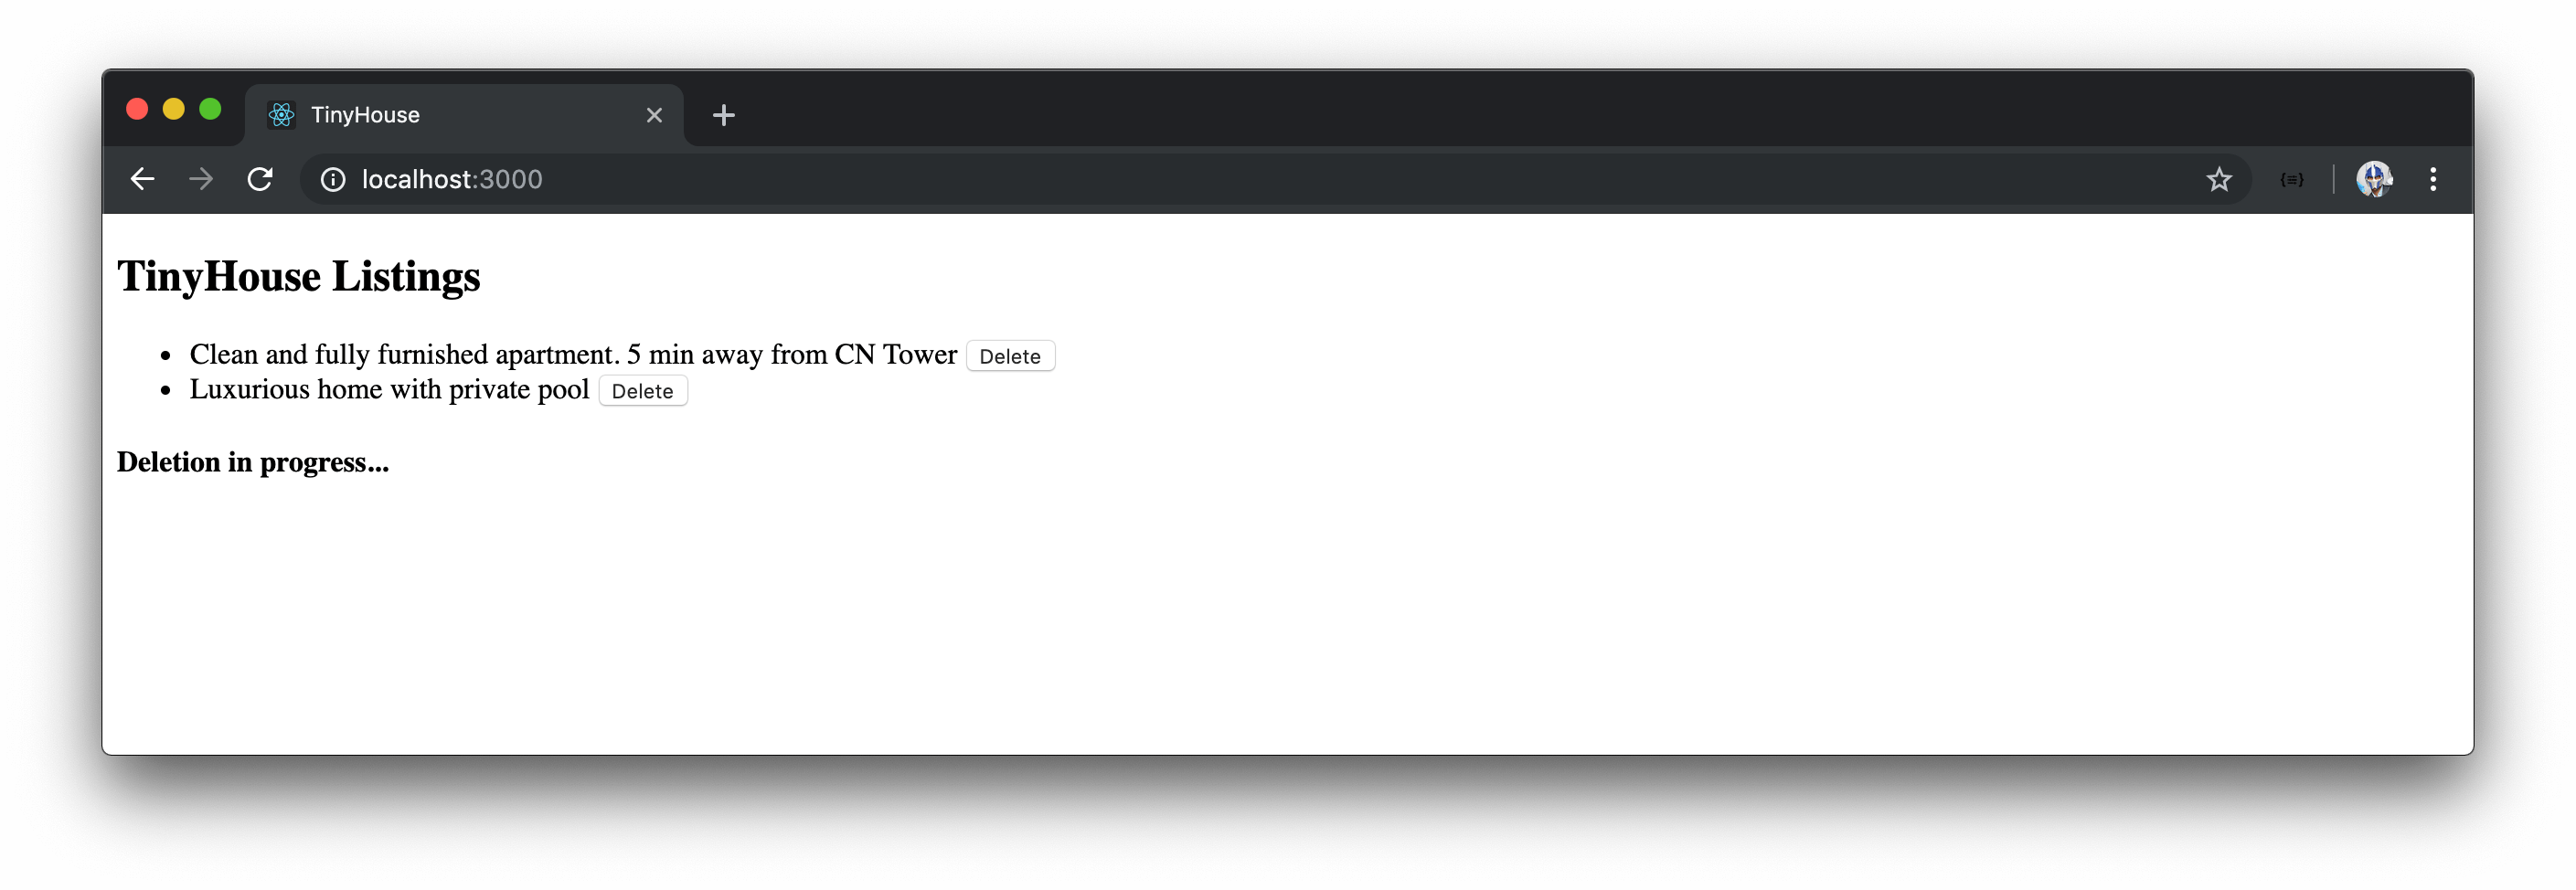 TinyHouse
localhost:3000
{≡}
TinyHouse Listings
• Clean and fully furnished apartment. 5 min away from CN Tower Delete
• Luxurious home with private pool Delete
Deletion in progress...